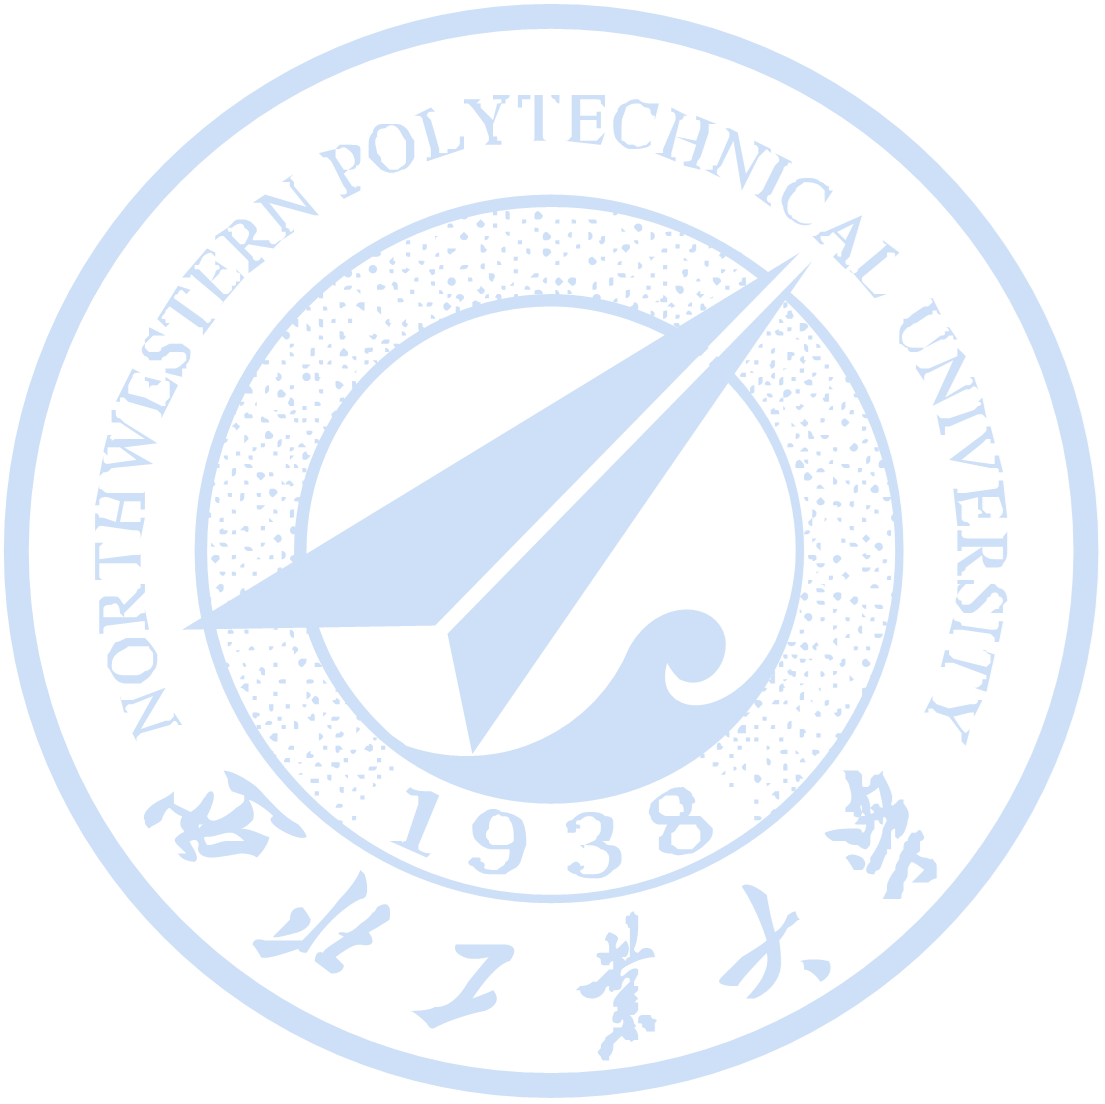 NORTHWESTERN POLYTECHNICAL UNIVERSITY
1938
西北工業大學